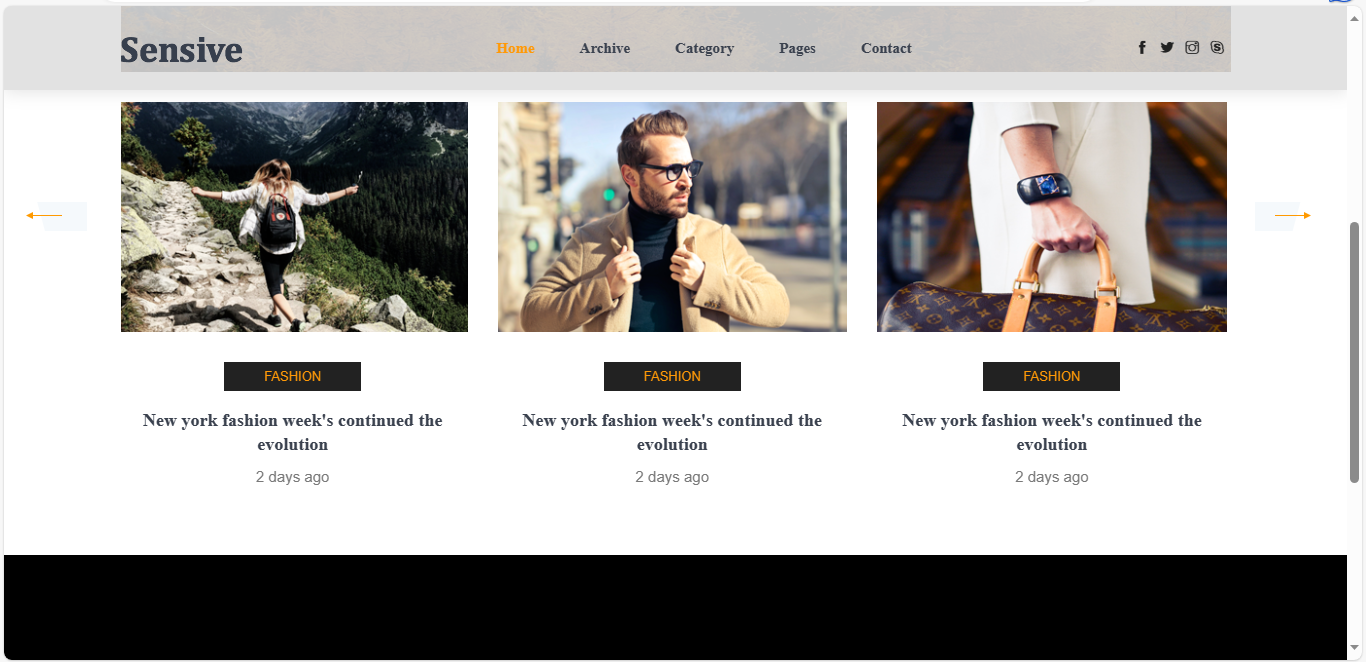 Sensive
Home Archive Category Pages Contact
FASHION FASHION FASHION
New york fashion week's continued the evolution
New york fashion week's continued the evolution
New york fashion week's continued the evolution
2 days ago 2 days ago 2 days ago